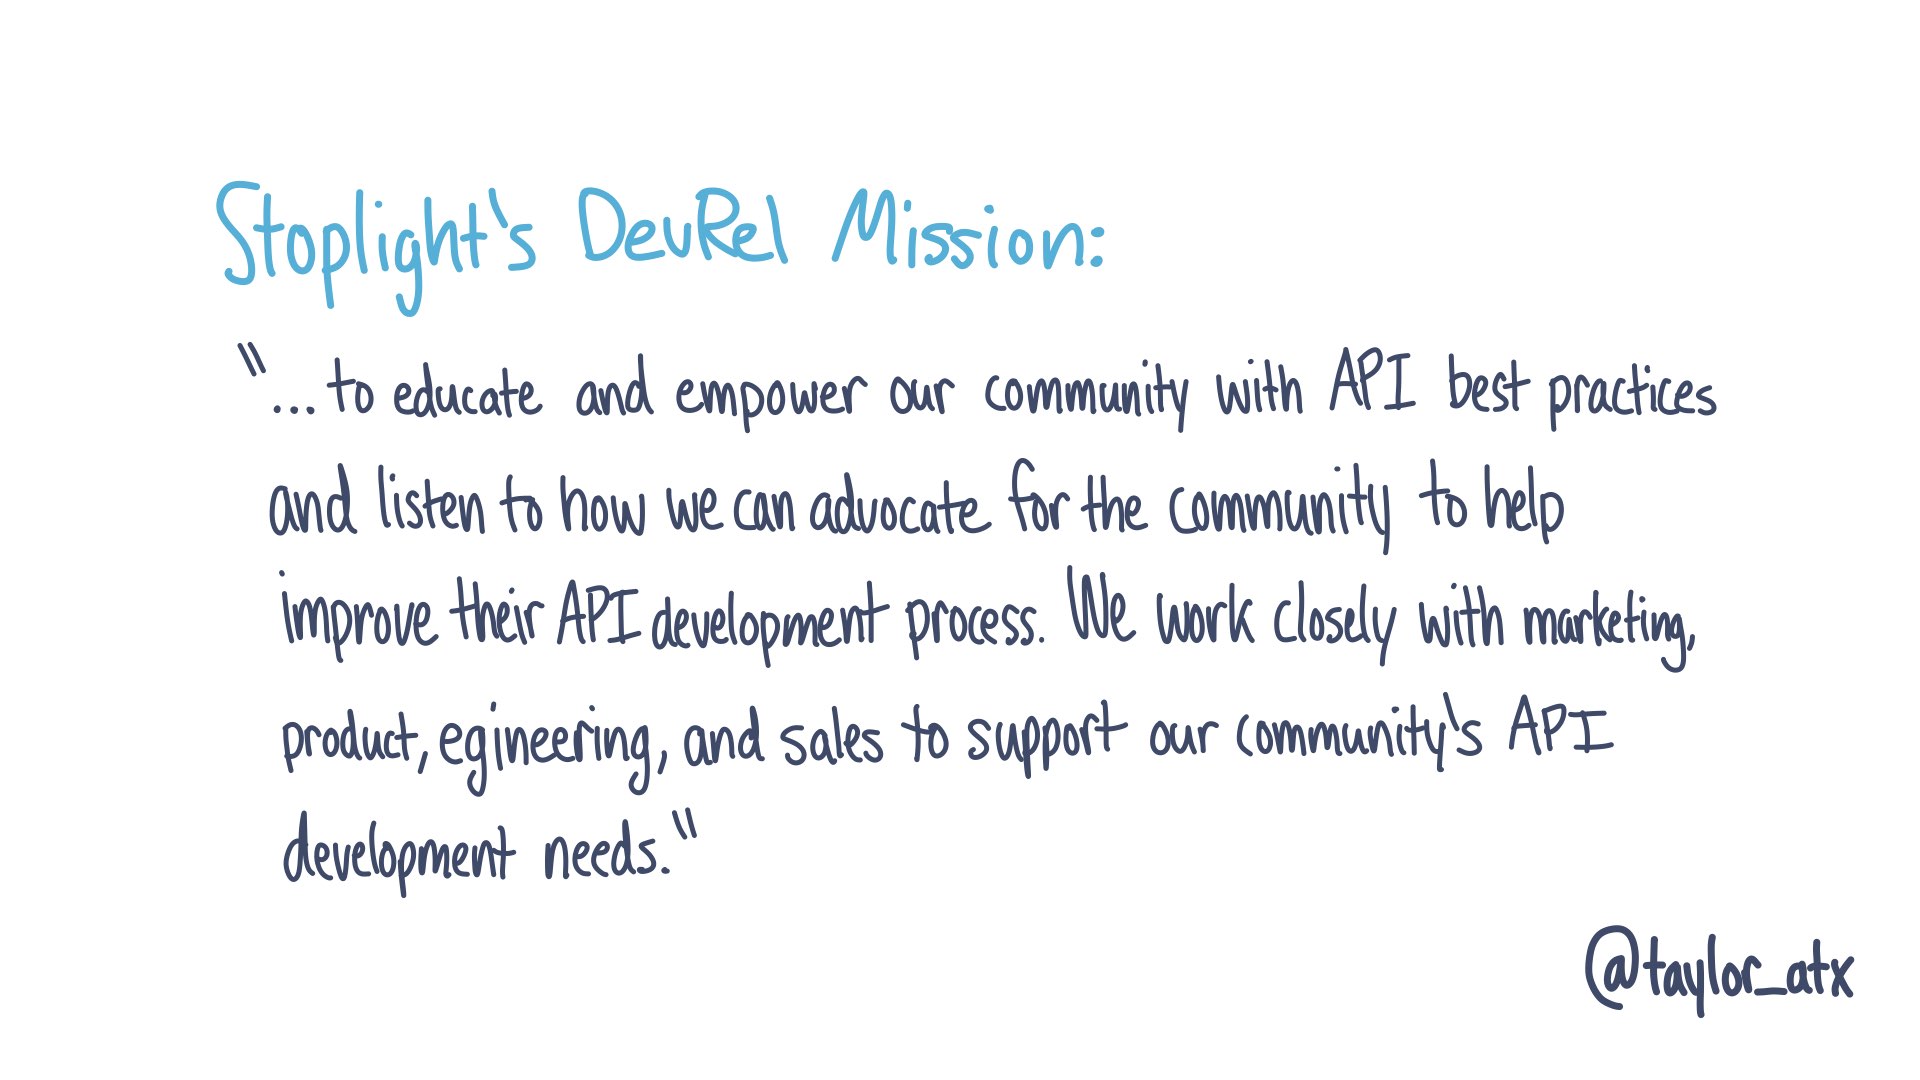 Stoplight's DevRel Mission:
"...to educate and empower our community with API best practices
and listen to how we can advocate for the community to help
improve their API development process. We work closely with marketing,
product, egineering, and sales to support our community's API
development needs."
@taylor_atx